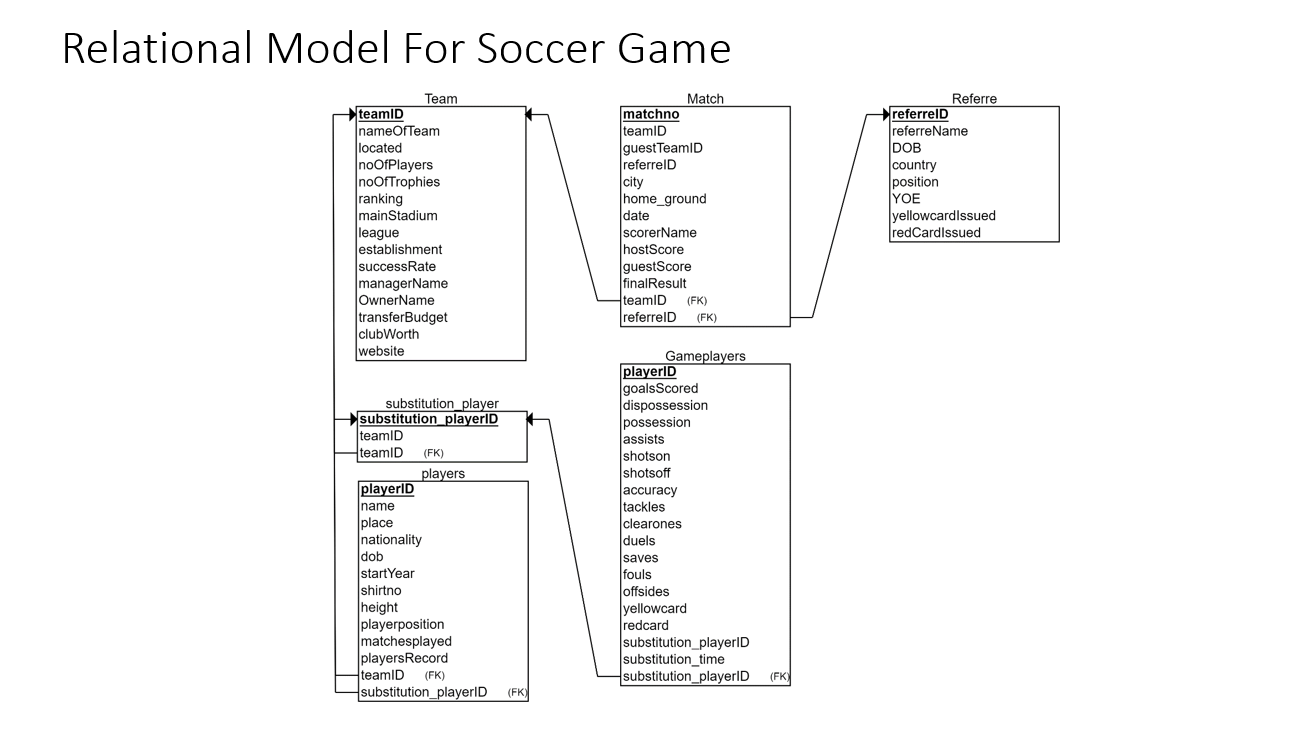 Relational Model For Soccer Game
Team
teamID
nameOfTeam
located
noOfPlayers
noOfTrophies
ranking
mainStadium
league
establishment
successRate
managerName
OwnerName
transferBudget
clubWorth
website
Match
matchno
teamID
guestTeamID
referreID
city
home_ground
date
scorerName
hostScore
guestScore
finalResult
teamID (FK)
referreID (FK)
Referre
referreID
referreName
DOB
country
position
YOE
yellowcardIssued
redCardIssued
substitution_player
substitution_playerID
teamID
teamID (FK)
players
playerID
name
place
nationality
dob
startYear
shirtno
height
playerposition
matchesplayed
playersRecord
teamID (FK)
substitution_playerID (FK)
Gameplayers
playerID
goalsScored
dispossession
possession
assists
shotson
shotsoff
accuracy
tackles
clearones
duels
saves
fouls
offsides
yellowcard
redcard
substitution_playerID
substitution_time
substitution_playerID (FK)